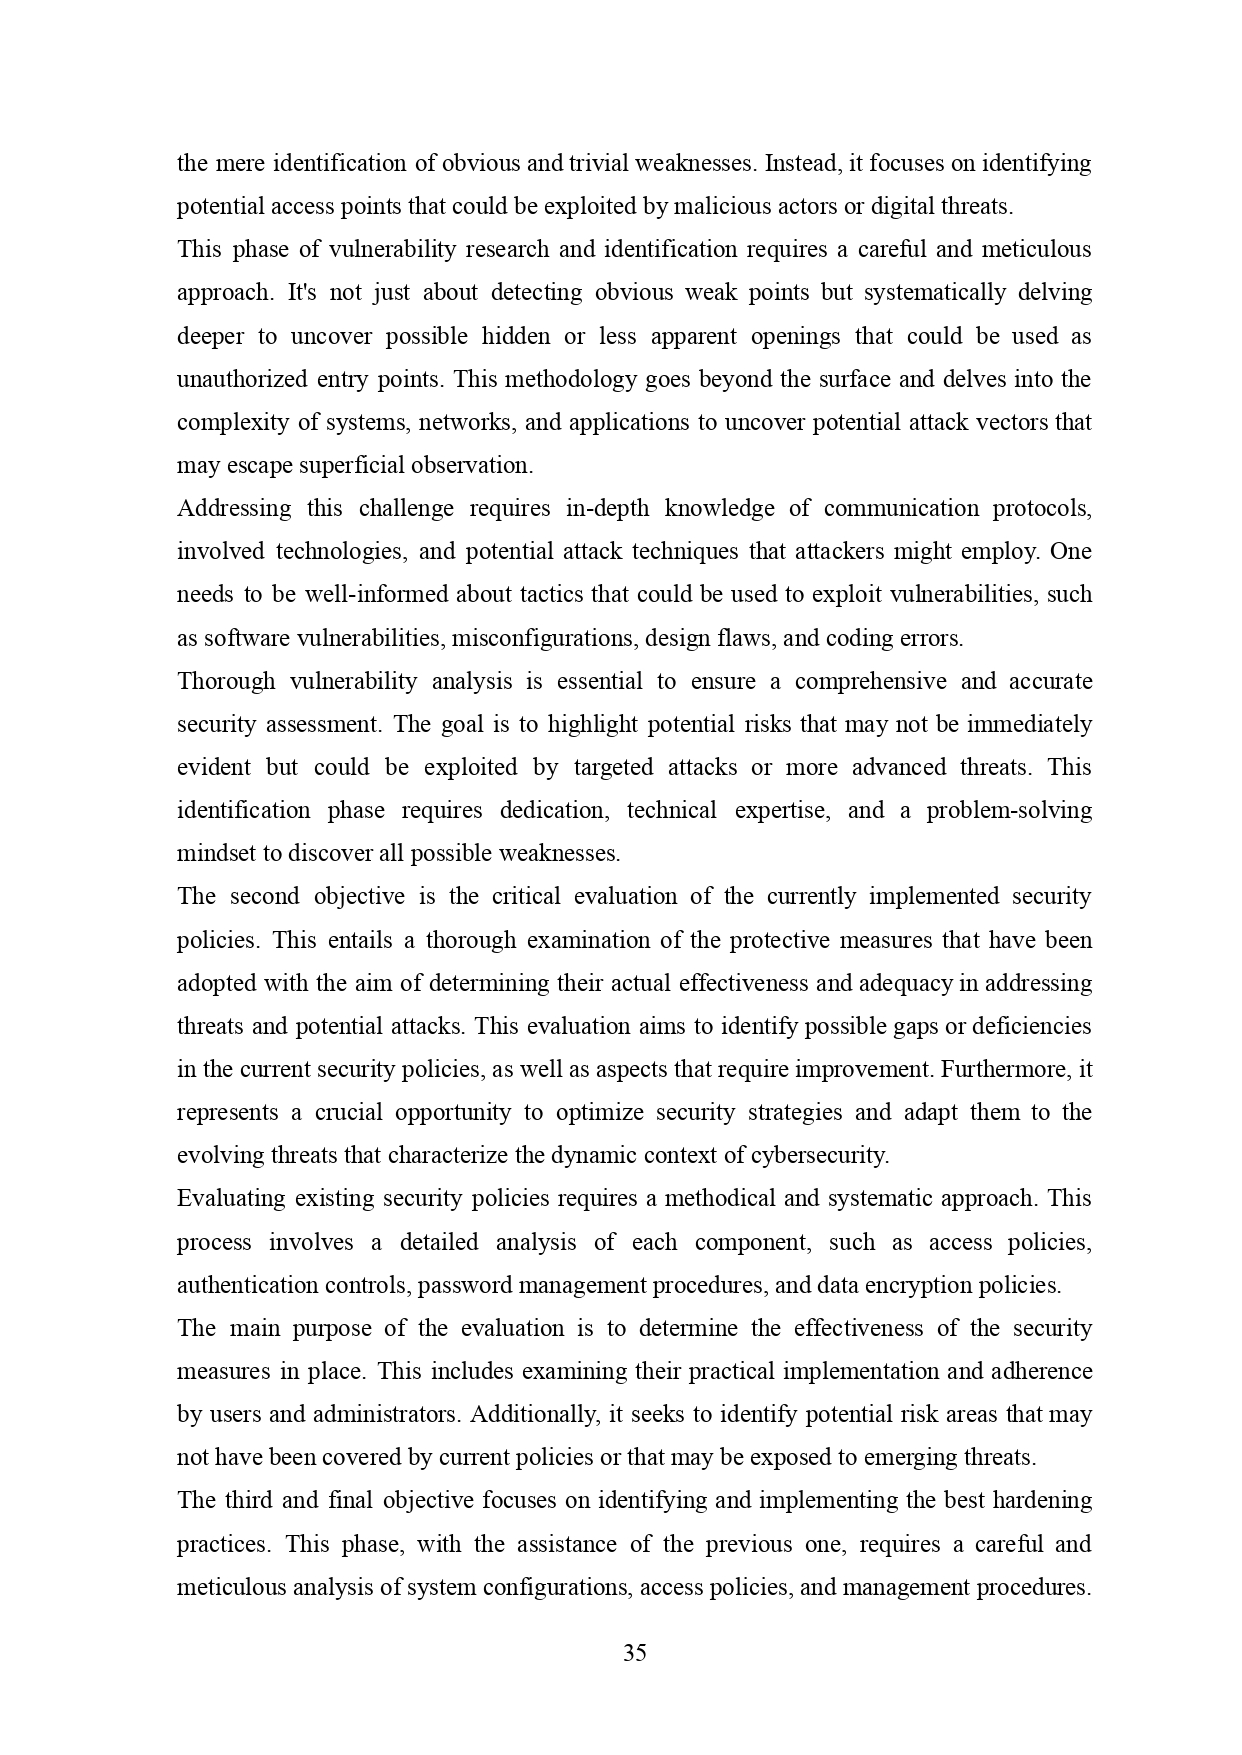 the mere identification of obvious and trivial weaknesses. Instead, it focuses on identifying
potential access points that could be exploited by malicious actors or digital threats.
This phase of vulnerability research and identification requires a careful and meticulous
approach. It's not just about detecting obvious weak points but systematically delving
deeper to uncover possible hidden or less apparent openings that could be used as
unauthorized entry points. This methodology goes beyond the surface and delves into the
complexity of systems, networks, and applications to uncover potential attack vectors that
may escape superficial observation.
Addressing this challenge requires in-depth knowledge of communication protocols,
involved technologies, and potential attack techniques that attackers might employ. One
needs to be well-informed about tactics that could be used to exploit vulnerabilities, such
as software vulnerabilities, misconfigurations, design flaws, and coding errors.
Thorough vulnerability analysis is essential to ensure a comprehensive and accurate
security assessment. The goal is to highlight potential risks that may not be immediately
evident but could be exploited by targeted attacks or more advanced threats. This
identification phase requires dedication, technical expertise, and a problem-solving
mindset to discover all possible weaknesses.
The second objective is the critical evaluation of the currently implemented security
policies. This entails a thorough examination of the protective measures that have been
adopted with the aim of determining their actual effectiveness and adequacy in addressing
threats and potential attacks. This evaluation aims to identify possible gaps or deficiencies
in the current security policies, as well as aspects that require improvement. Furthermore, it
represents a crucial opportunity to optimize security strategies and adapt them to the
evolving threats that characterize the dynamic context of cybersecurity.
Evaluating existing security policies requires a methodical and systematic approach. This
process involves a detailed analysis of each component, such as access policies,
authentication controls, password management procedures, and data encryption policies.
The main purpose of the evaluation is to determine the effectiveness of the security
measures in place. This includes examining their practical implementation and adherence
by users and administrators. Additionally, it seeks to identify potential risk areas that may
not have been covered by current policies or that may be exposed to emerging threats.
The third and final objective focuses on identifying and implementing the best hardening
practices. This phase, with the assistance of the previous one, requires a careful and
meticulous analysis of system configurations, access policies, and management procedures.
35